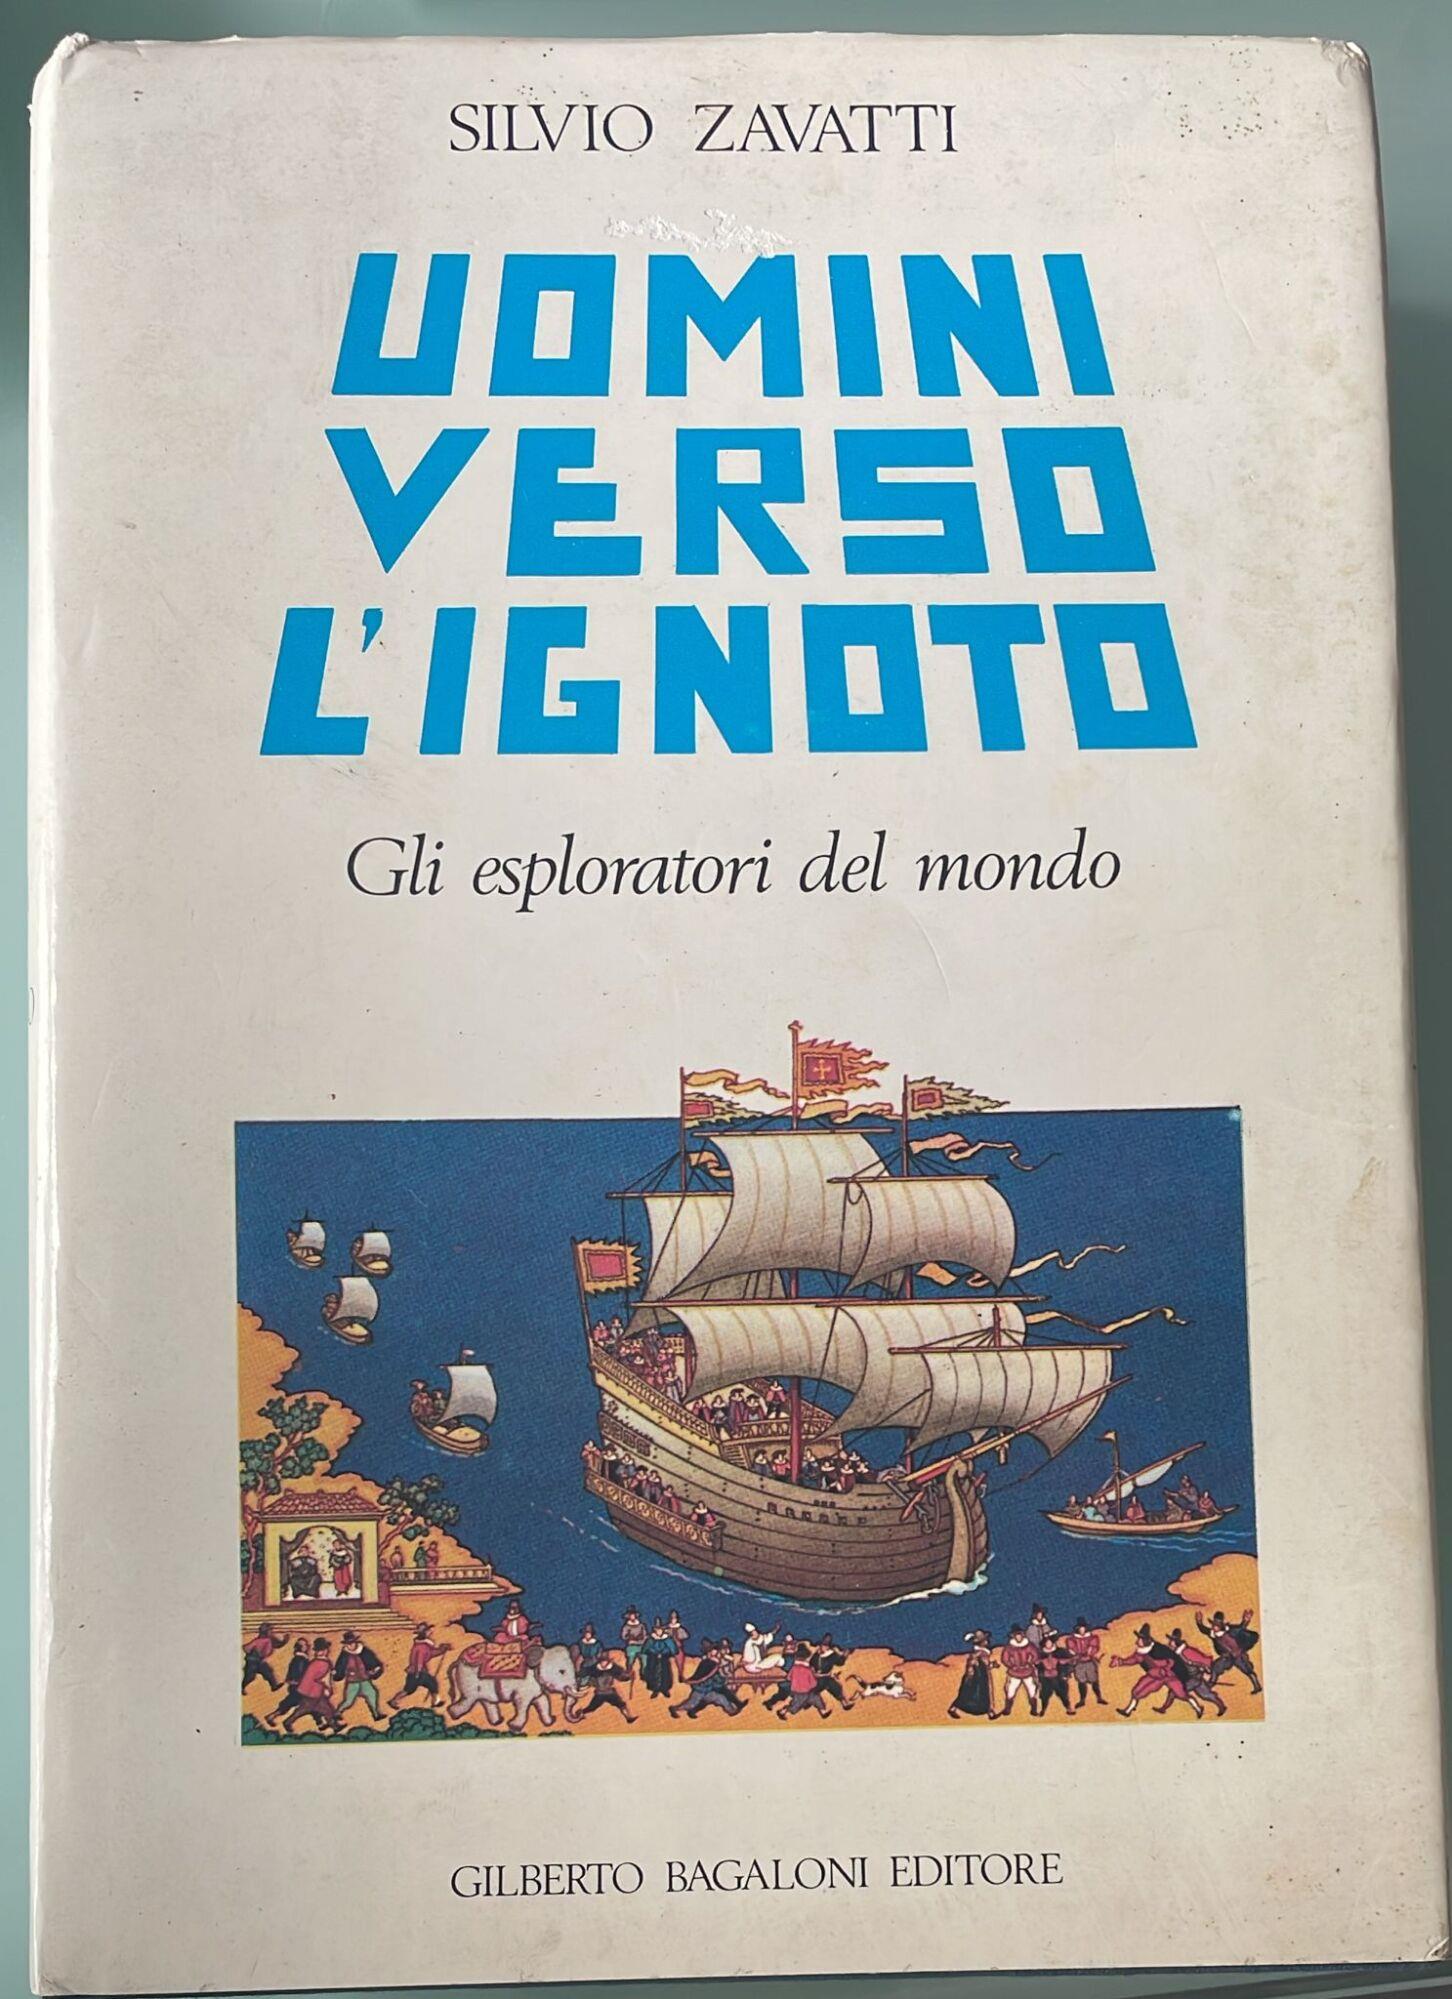 SILVIO ZAVATTI
UOMINI
VERSO
L'IGNOTO
Gli esploratori del mondo
GILBERTO BAGALONI EDITORE